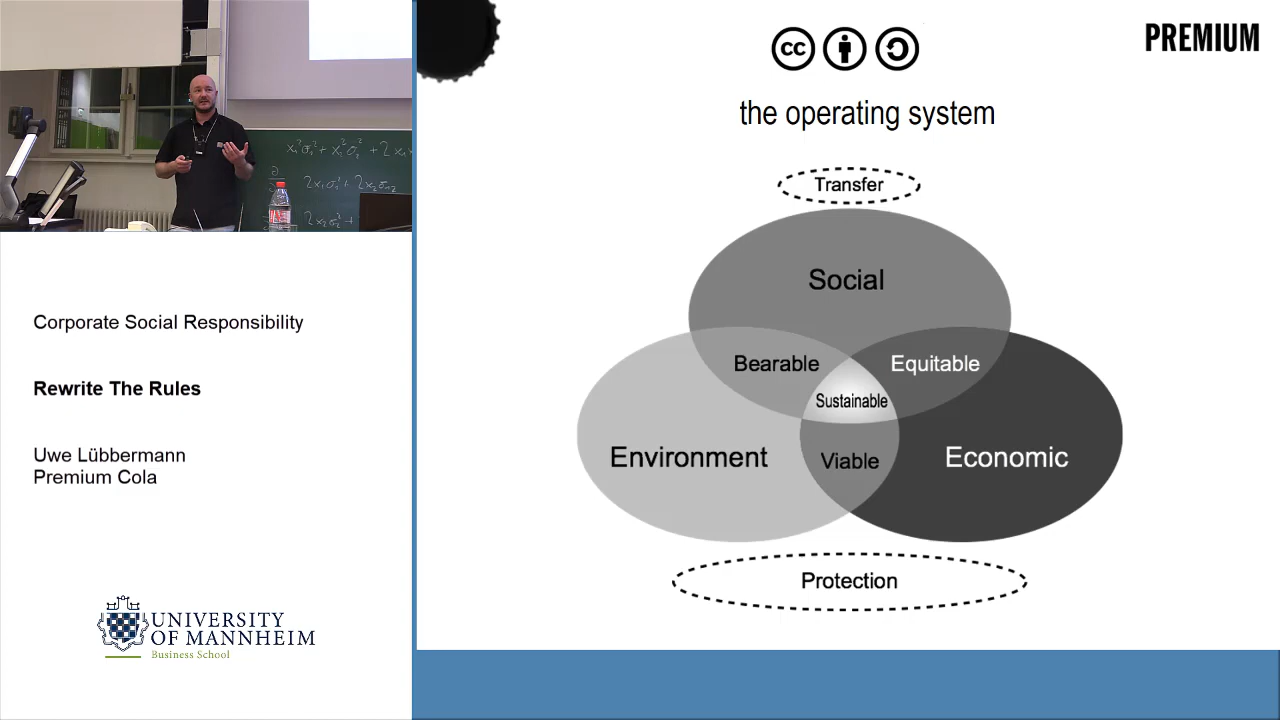 Corporate Social Responsibility
Rewrite The Rules
Uwe Lübbermann
Premium Cola
UNIVERSITY
OF MANNHEIM
Business School
cc
PREMIUM
the operating system
Transfer
Social
Bearable
Equitable
Sustainable
Environment
Viable
Economic
Protection